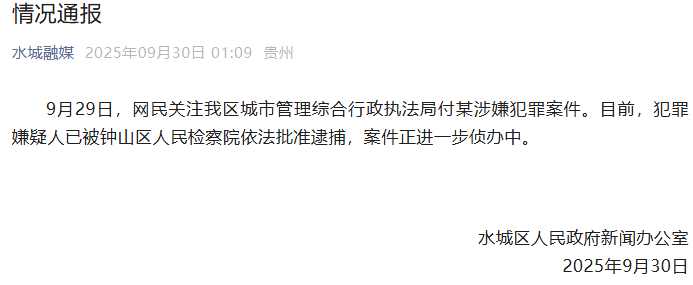 情况通报
水城融媒 2025年09月30日 01:09 贵州
9月29日，网民关注我区城市管理综合行政执法局付某涉嫌犯罪案件。目前，犯罪
嫌疑人已被钟山区人民检察院依法批准逮捕，案件正进一步侦办中。
水城区人民政府新闻办公室
2025年9月30日